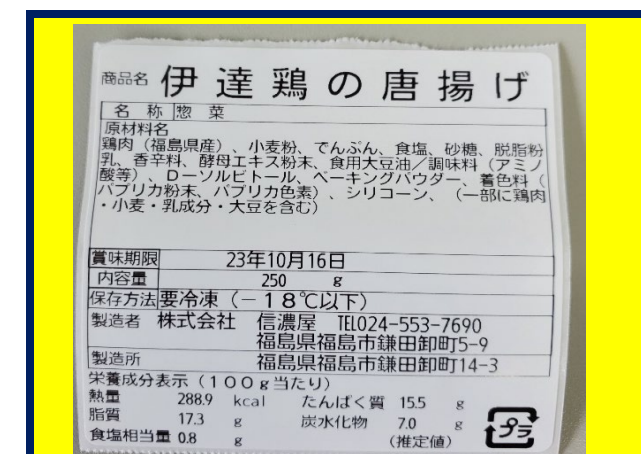 商品名 伊達鶏の唐揚げ
名 称 惣 菜
原材料名
鶏肉（福島県産）、小麦粉、でんぷん、食塩、砂糖、脱脂粉
乳、香辛料、酵母エキス粉末、食用大豆油／調味料（アミノ
酸等）、Ｄーソルビトール、ベーキングパウダー、着色料（
パプリカ粉末、パプリカ色素）、シリコーン、（一部に鶏肉
・小麦・乳成分・大豆を含む）
賞味期限 23年10月16日
内容量 250 g
保存方法 要冷凍（－１８℃以下）
製造者 株式会社 信濃屋 TEL024-553-7690
福島県福島市鎌田卸町5-9
製造所 福島県福島市鎌田卸町14-3
栄養成分表示（１００g当たり）
熱量 288.9 kcal たんぱく質 15.5 g
脂質 17.3 g 炭水化物 7.0 g
食塩相当量 0.8 g （推定値）
プラ